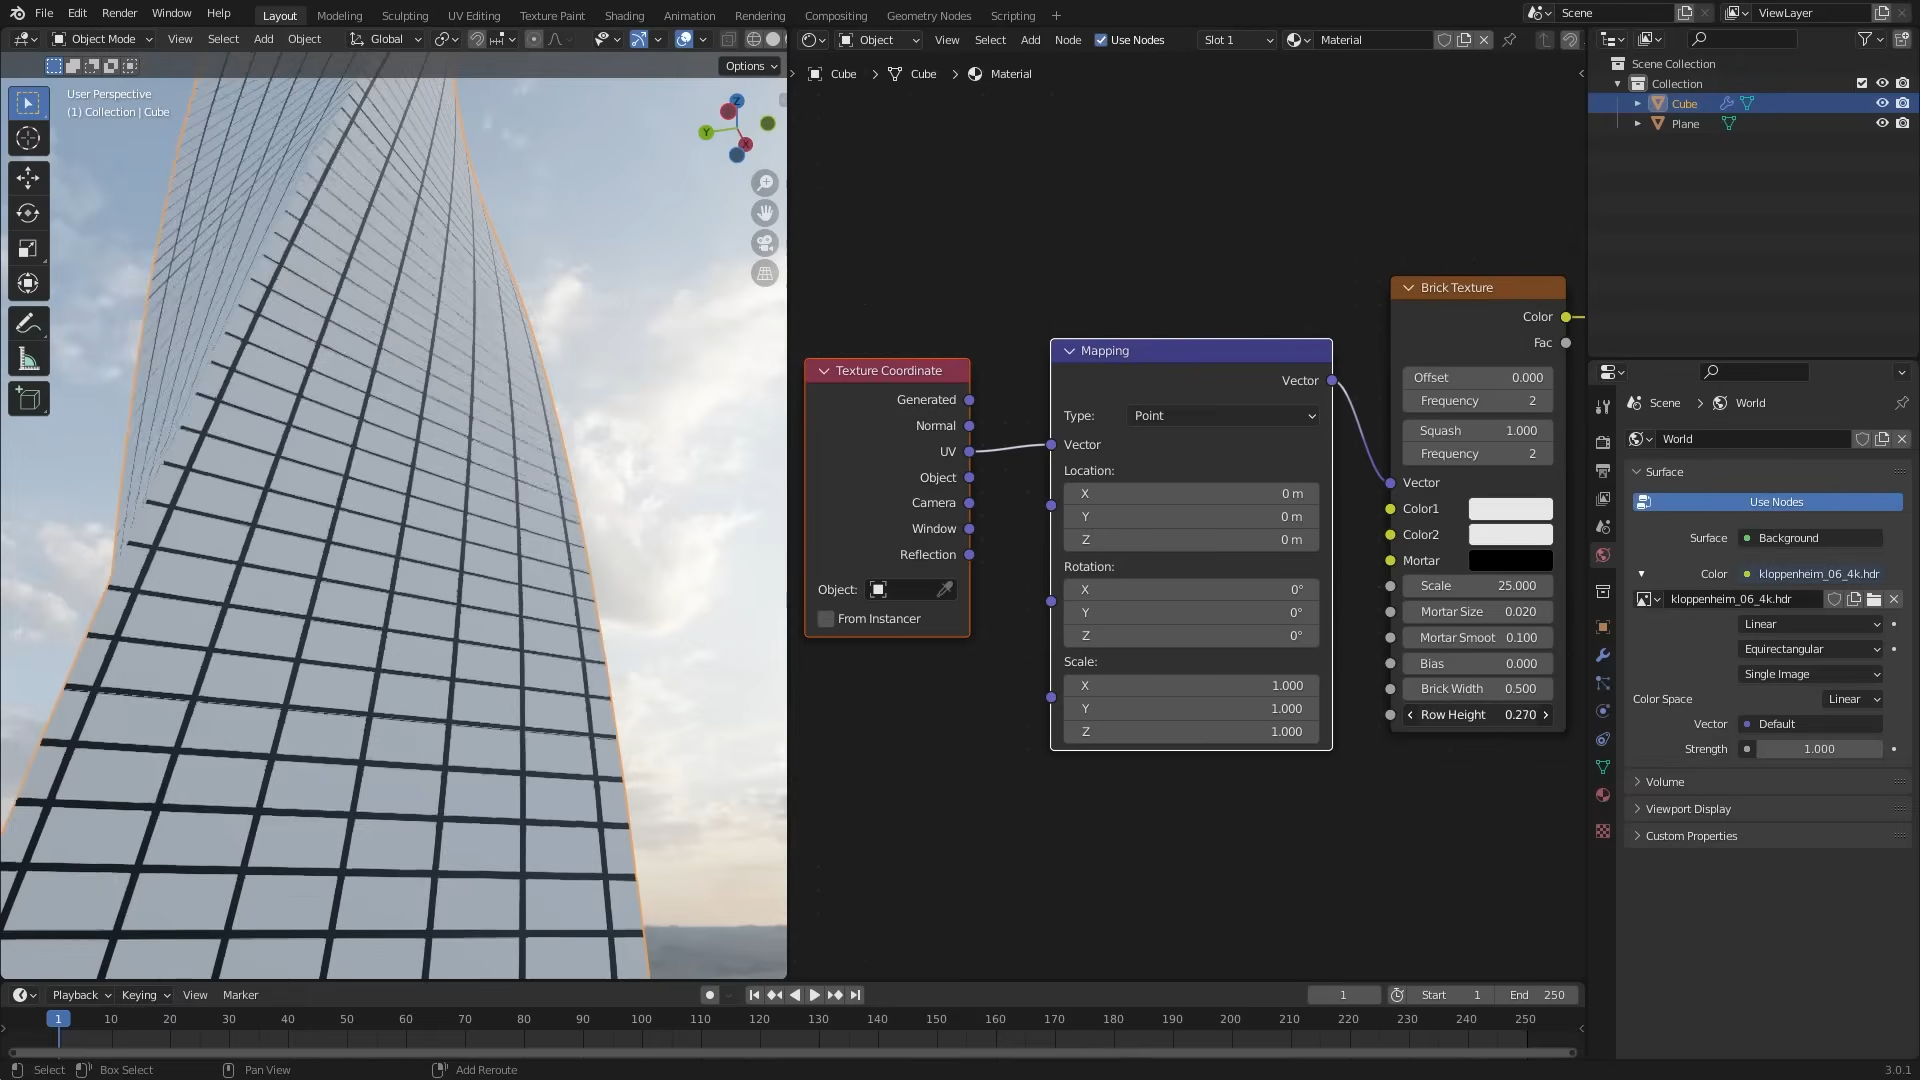 File Edit Render Window Help Layout Modeling Sculpting UV Editing Texture Paint Shading Animation Rendering Compositing Geometry Nodes Scripting + Scene ViewLayer
Object Mode View Select Add Object Global Object View Select Add Node Use Nodes Slot 1 Material
Options
User Perspective
(1) Collection | Cube
Z
Y
X
Cube > Cube > Material
Texture Coordinate
Generated
Normal
UV
Object
Camera
Window
Reflection
Object:
From Instancer
Mapping
Vector
Type: Point
Vector
Location:
X 0 m
Y 0 m
Z 0 m
Rotation:
X 0°
Y 0°
Z 0°
Scale:
X 1.000
Y 1.000
Z 1.000
Brick Texture
Color
Fac
Offset 0.000
Frequency 2
Squash 1.000
Frequency 2
Vector
Color1
Color2
Mortar
Scale 25.000
Mortar Size 0.020
Mortar Smoot 0.100
Bias 0.000
Brick Width 0.500
Row Height 0.270
Scene Collection
Collection
Cube
Plane
Scene > World
World
Surface
Use Nodes
Surface Background
Color kloppenheim_06_4k.hdr
kloppenheim_06_4k.hdr
Linear
Equirectangular
Single Image
Color Space Linear
Vector Default
Strength 1.000
Volume
Viewport Display
Custom Properties
Playback Keying View Marker 1 Start 1 End 250
1 10 20 30 40 50 60 70 80 90 100 110 120 130 140 150 160 170 180 190 200 210 220 230 240 250
Select Box Select Pan View Add Reroute 3.0.1